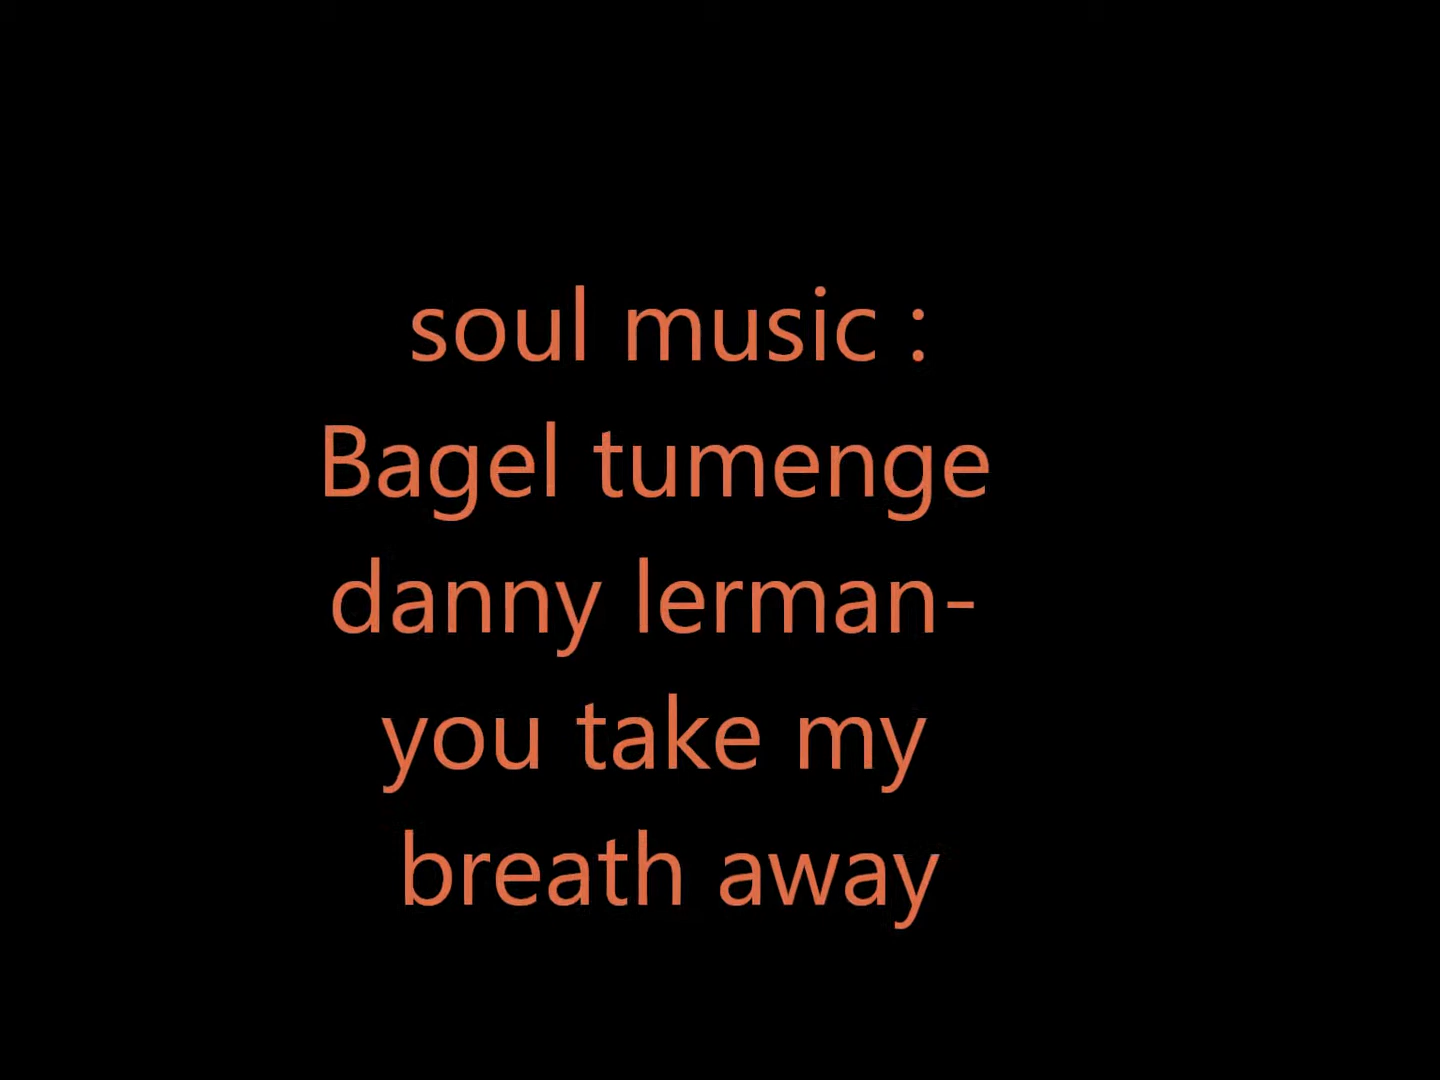 soul music :
Bagel tumenge
danny lerman-
you take my
breath away